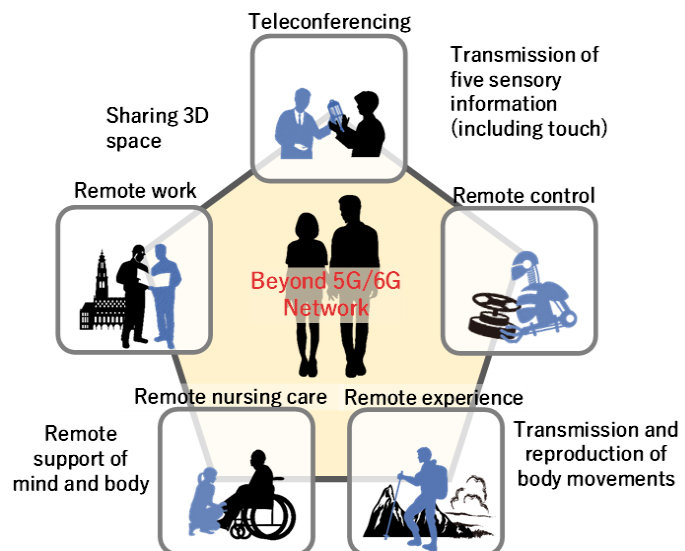 Teleconferencing
Transmission of
five sensory
information
(including touch)
Sharing 3D
space
Remote work
Remote control
Beyond 5G/6G
Network
Remote nursing care
Remote experience
Remote
support of
mind and body
Transmission and
reproduction of
body movements